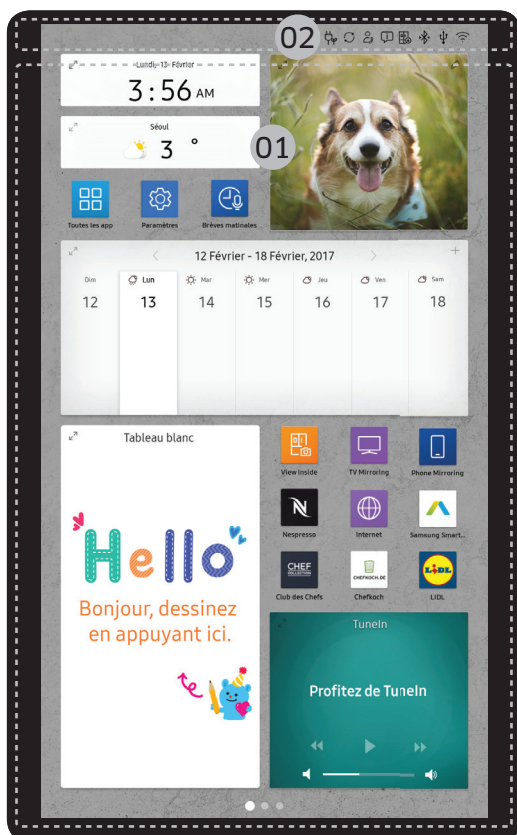 02
Lundi, 13 Février
3:56 AM
Séoul
3 °
01
Toutes les app
Paramètres
Brèves matinales
12 Février - 18 Février, 2017
Dim
Lun
Mar
Mer
Jeu
Ven
Sam
12
13
14
15
16
17
18
Tableau blanc
Hello
Bonjour, dessinez
en appuyant ici.
View Inside
TV Mirroring
Phone Mirroring
Nespresso
Internet
Samsung Smart...
CHEF
COLLECTION
CHEFKOCH.DE
LIDL
Club des Chefs
Chefkoch
LIDL
TuneIn
Profitez de TuneIn